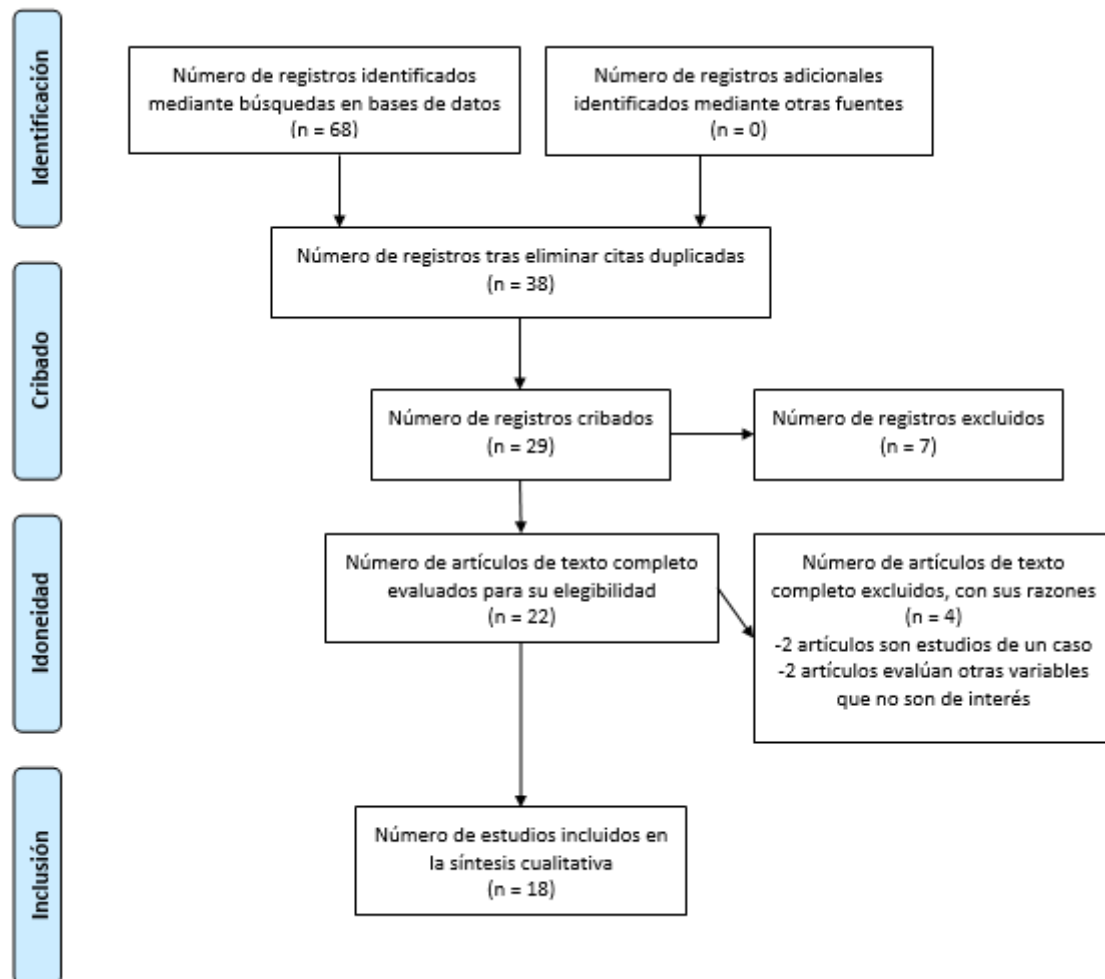 Identificación
Número de registros identificados
mediante búsquedas en bases de datos
(n = 68)
Número de registros adicionales
identificados mediante otras fuentes
(n = 0)
Número de registros tras eliminar citas duplicadas
(n = 38)
Cribado
Número de registros cribados
(n = 29)
Número de registros excluidos
(n = 7)
Idoneidad
Número de artículos de texto completo
evaluados para su elegibilidad
(n = 22)
Número de artículos de texto
completo excluidos, con sus razones
(n = 4)
-2 artículos son estudios de un caso
-2 artículos evalúan otras variables
que no son de interés
Inclusión
Número de estudios incluidos en
la síntesis cualitativa
(n = 18)